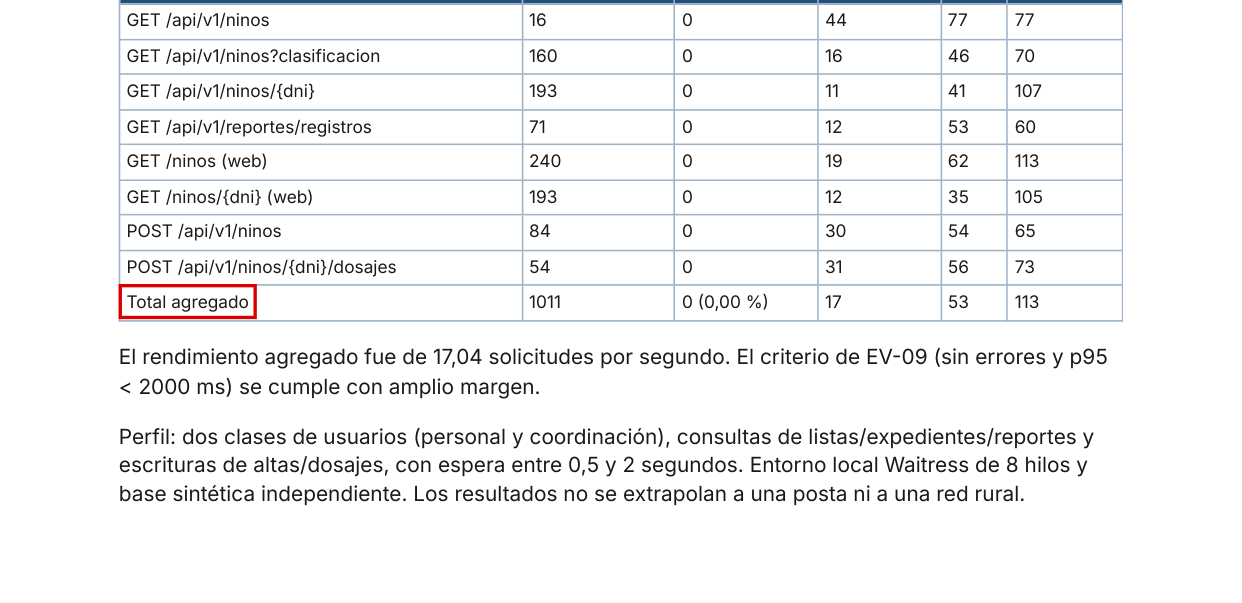 GET /api/v1/ninos 16 0 44 77 77
GET /api/v1/ninos?clasificacion 160 0 16 46 70
GET /api/v1/ninos/{dni} 193 0 11 41 107
GET /api/v1/reportes/registros 71 0 12 53 60
GET /ninos (web) 240 0 19 62 113
GET /ninos/{dni} (web) 193 0 12 35 105
POST /api/v1/ninos 84 0 30 54 65
POST /api/v1/ninos/{dni}/dosajes 54 0 31 56 73
Total agregado 1011 0 (0,00 %) 17 53 113
El rendimiento agregado fue de 17,04 solicitudes por segundo. El criterio de EV-09 (sin errores y p95
< 2000 ms) se cumple con amplio margen.
Perfil: dos clases de usuarios (personal y coordinación), consultas de listas/expedientes/reportes y
escrituras de altas/dosajes, con espera entre 0,5 y 2 segundos. Entorno local Waitress de 8 hilos y
base sintética independiente. Los resultados no se extrapolan a una posta ni a una red rural.